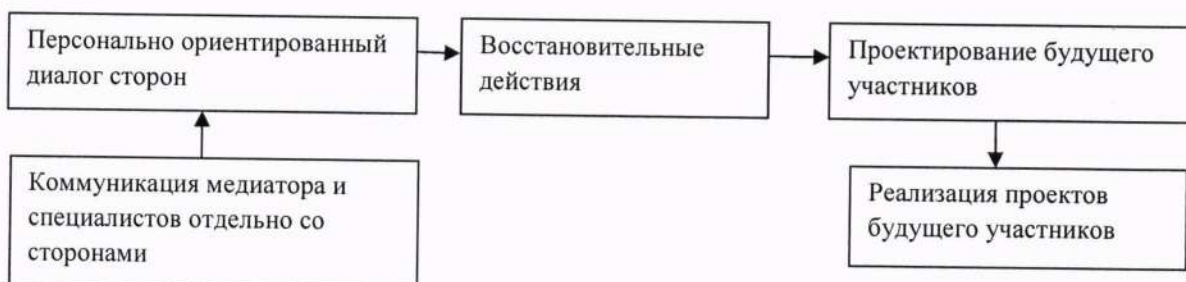 Персонально ориентированный
диалог сторон
Восстановительные
действия
Проектирование будущего
участников
Коммуникация медиатора и
специалистов отдельно со
сторонами
Реализация проектов
будущего участников